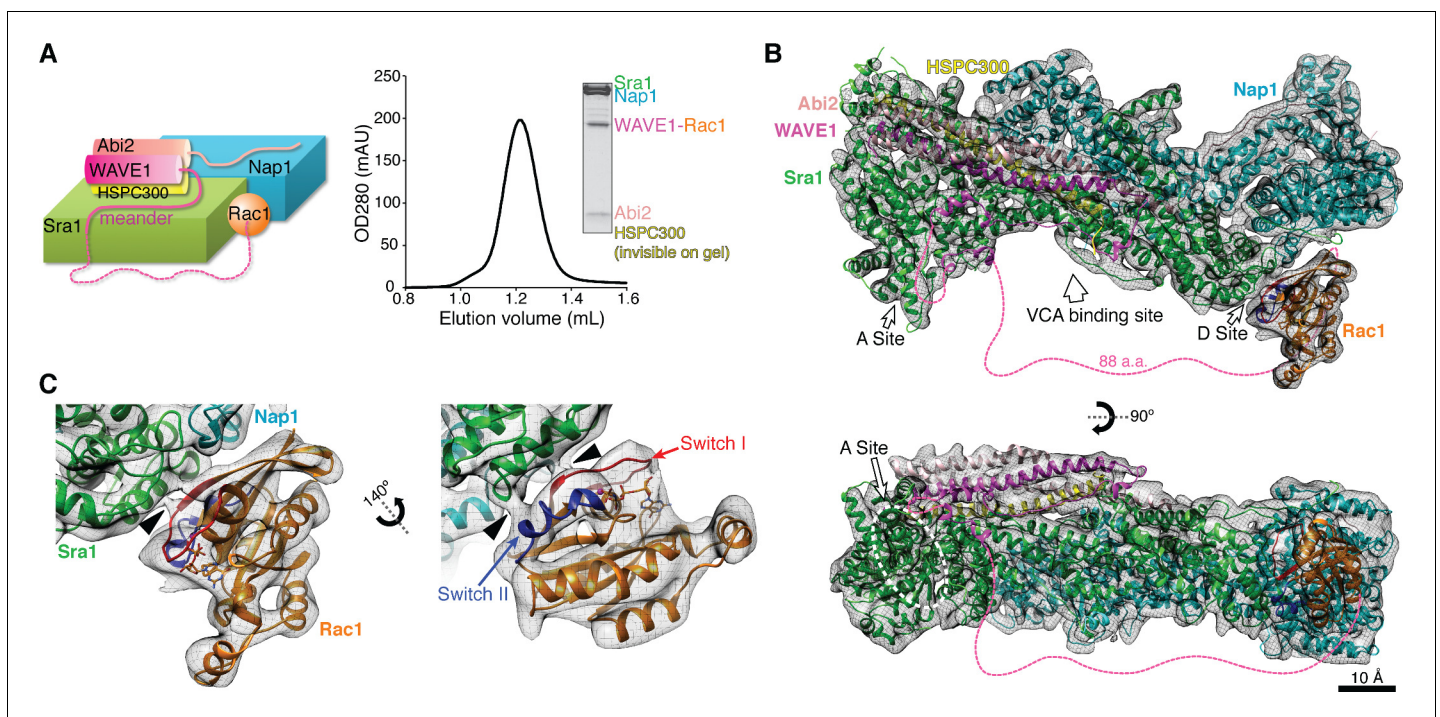 A
Abi2
WAVE1
HSPC300
meander
Sra1
Nap1
Rac1
250
200
150
100
50
0
OD280 (mAU)
0.8
1.0
1.2
1.4
1.6
Elution volume (mL)
Sra1
Nap1
WAVE1-Rac1
Abi2
HSPC300
(invisible on gel)
B
HSPC300
Abi2
WAVE1
Sra1
Nap1
A Site
VCA binding site
D Site
Rac1
88 a.a.
90º
A Site
10 Å
C
Nap1
Sra1
Rac1
140º
Switch I
Switch II